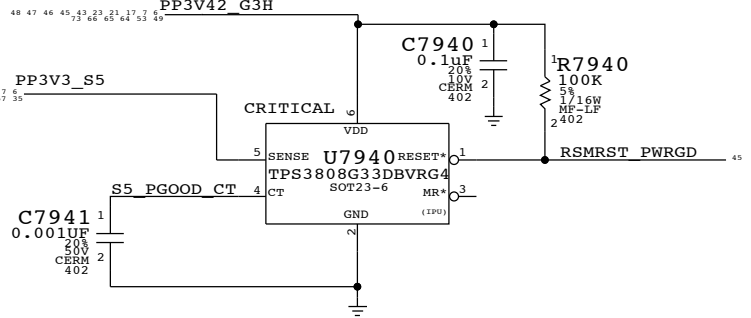 48 47 46 45 43 23 21 17 7 6
73 66 65 64 53 49
PP3V42_G3H
7 6
35
PP3V3_S5
CRITICAL
C7940
0.1uF
20%
10V
CERM
402
1
2
R7940
100K
5%
1/16W
MF-LF
402
1
2
6
VDD
5
SENSE
U7940
RESET*
1
RSMRST_PWRGD
45
TPS3808G33DBVRG4
SOT23-6
S5_PGOOD_CT
4
CT
MR*
3
GND
(IPU)
2
C7941
0.001UF
20%
50V
CERM
402
1
2